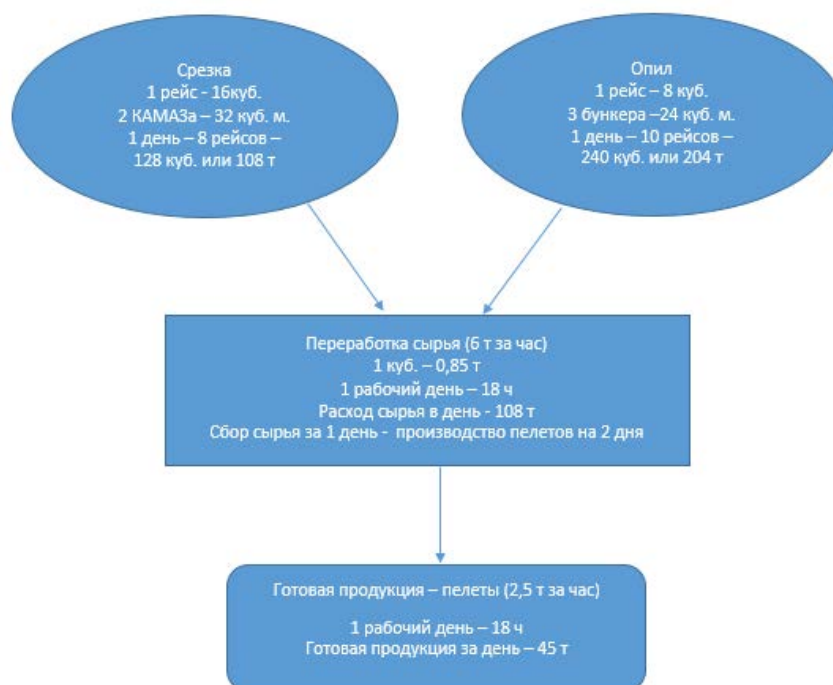 Срезка
1 рейс - 16куб.
2 КАМАЗа – 32 куб. м.
1 день – 8 рейсов –
128 куб. или 108 т
Опил
1 рейс – 8 куб.
3 бункера –24 куб. м.
1 день – 10 рейсов –
240 куб. или 204 т
Переработка сырья (6 т за час)
1 куб. – 0,85 т
1 рабочий день – 18 ч
Расход сырья в день - 108 т
Сбор сырья за 1 день -  производство пелетов на 2 дня
Готовая продукция – пелеты (2,5 т за час)
1 рабочий день – 18 ч
Готовая продукция за день – 45 т